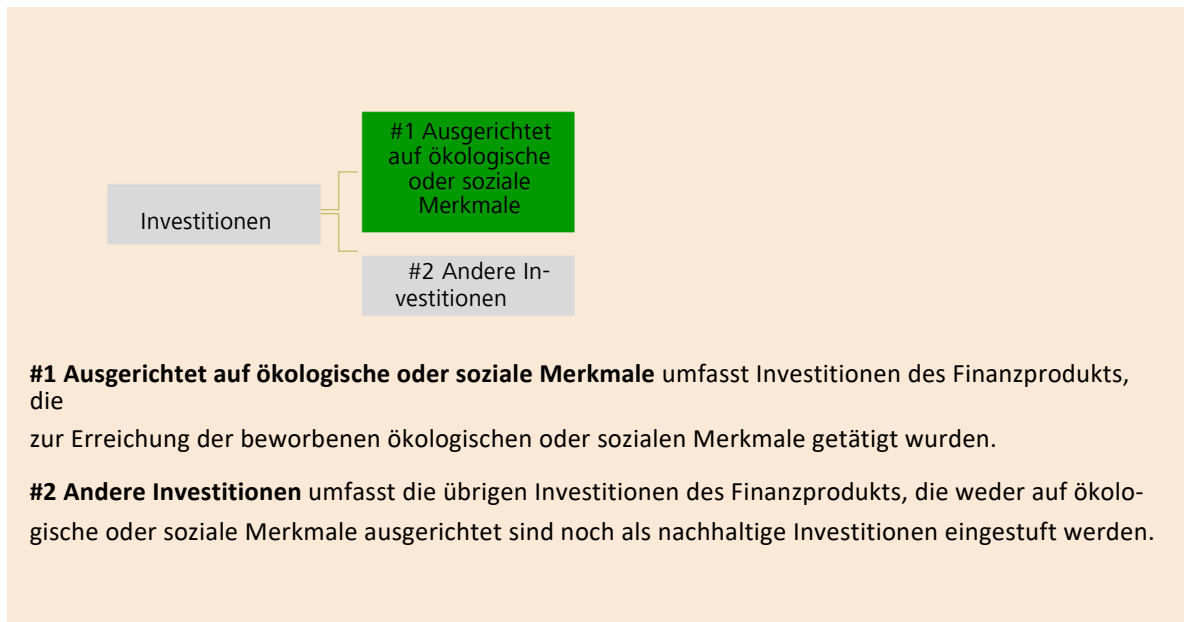 #1 Ausgerichtet
auf ökologische
oder soziale
Merkmale
Investitionen
#2 Andere In-
vestitionen
#1 Ausgerichtet auf ökologische oder soziale Merkmale umfasst Investitionen des Finanzprodukts,
die
zur Erreichung der beworbenen ökologischen oder sozialen Merkmale getätigt wurden.
#2 Andere Investitionen umfasst die übrigen Investitionen des Finanzprodukts, die weder auf ökolo-
gische oder soziale Merkmale ausgerichtet sind noch als nachhaltige Investitionen eingestuft werden.